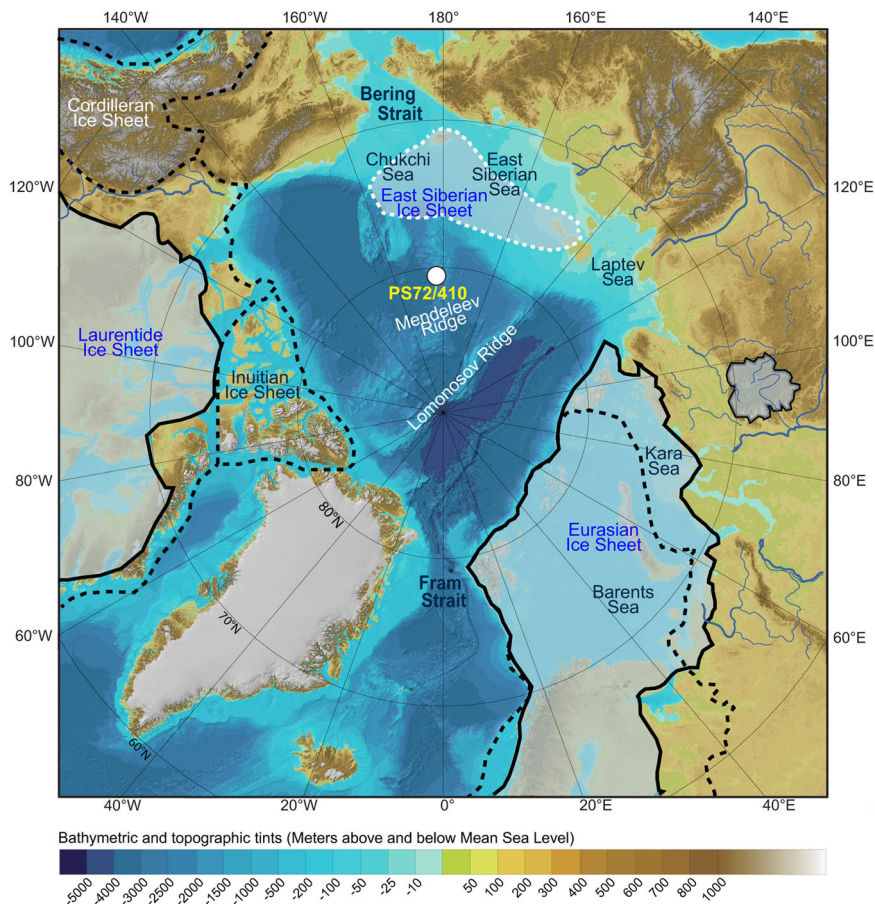 140°W
160°W
180°
160°E
140°E
Cordilleran
Ice Sheet
Bering
Strait
Chukchi
Sea
East
Siberian
Sea
East Siberian
Ice Sheet
120°W
120°E
Laptev
Sea
PS72/410
Mendeleev
Ridge
Lomonosov Ridge
100°W
100°E
Laurentide
Ice Sheet
Inuitian
Ice Sheet
Kara
Sea
80°W
80°E
80°N
Eurasian
Ice Sheet
Fram
Strait
Barents
Sea
70°N
60°W
60°E
60°N
40°W
20°W
0°
20°E
40°E
Bathymetric and topographic tints (Meters above and below Mean Sea Level)
-5000 -4000 -3000 -2500 -2000 -1500 -1000 -500 -200 -100 -50 -25 -10 50 100 200 300 400 500 600 700 800 1000